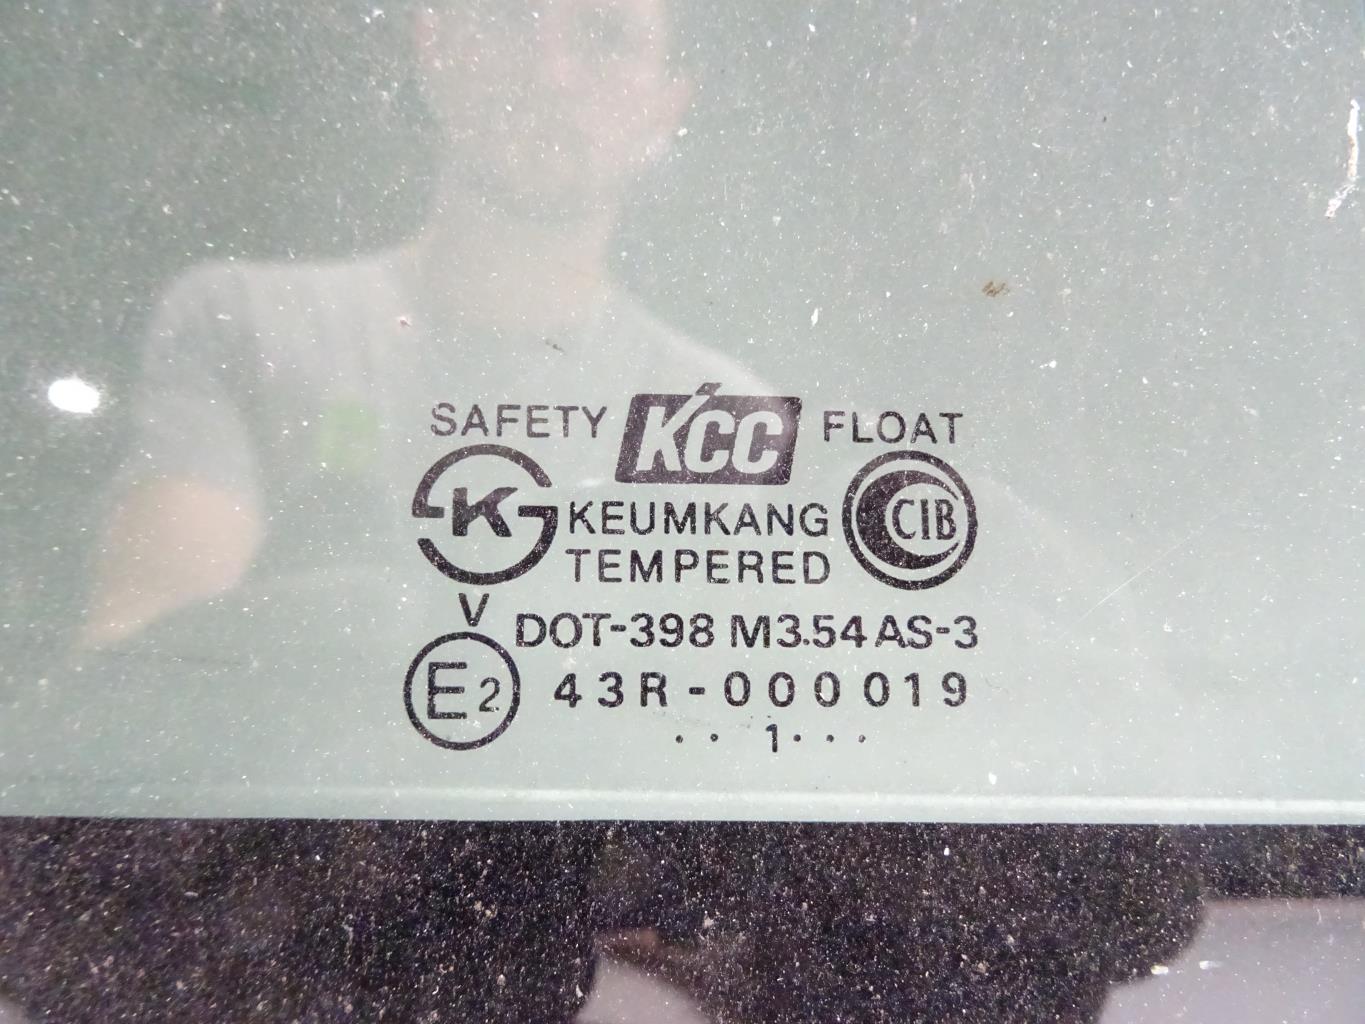 SAFETY KCC FLOAT
K KEUMKANG CIB
TEMPERED
V DOT-398 M3.54 AS-3
E2 43R-000019
··1···